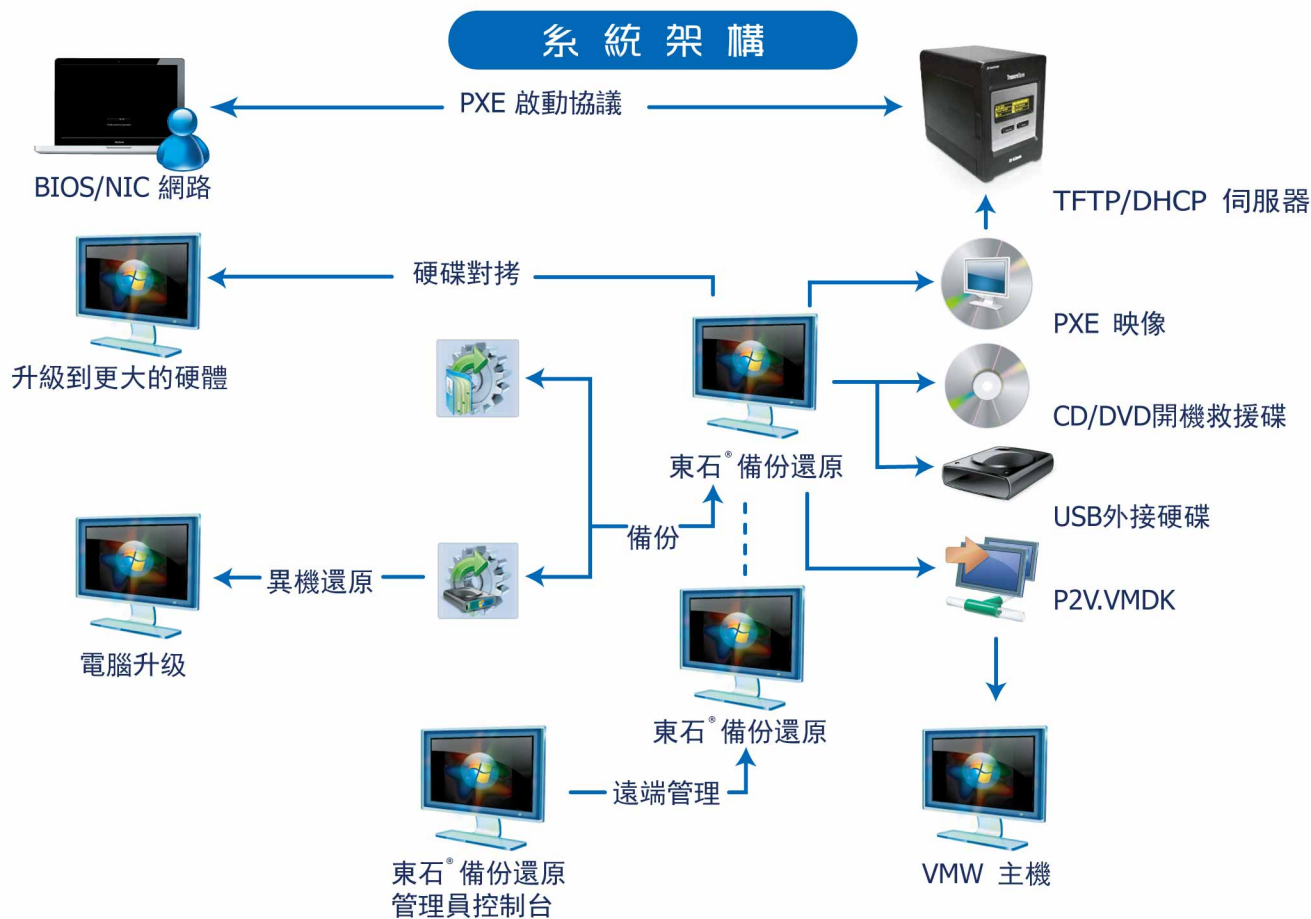 系統架構
PXE 啟動協議
BIOS/NIC 網路
TFTP/DHCP 伺服器
硬碟對拷
升級到更大的硬體
PXE 映像
CD/DVD開機救援碟
東石®備份還原
USB外接硬碟
備份
異機還原
P2V.VMDK
電腦升级
東石®備份還原
遠端管理
東石®備份還原
管理員控制台
VMW 主機